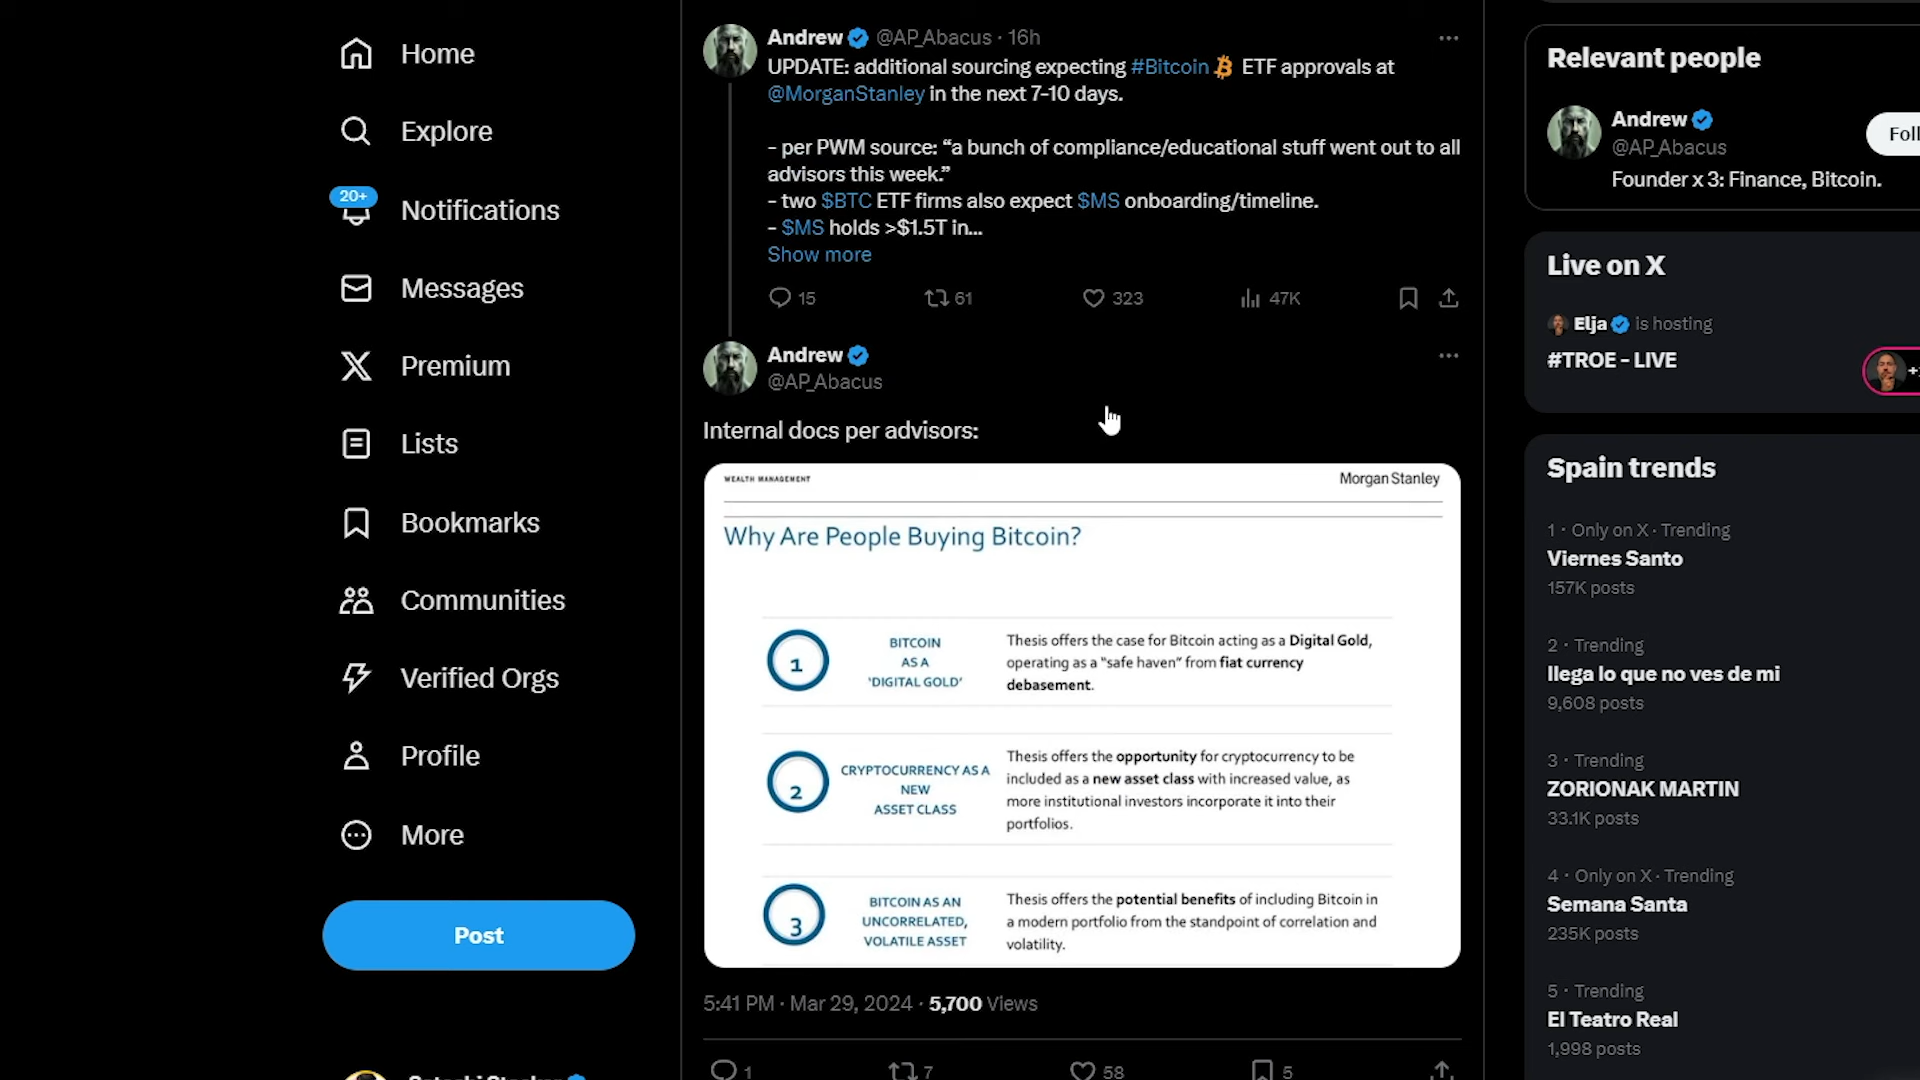 Home
Explore
20+
Notifications
Messages
Premium
Lists
Bookmarks
Communities
Verified Orgs
Profile
More
Post
Andrew @AP_Abacus · 16h
UPDATE: additional sourcing expecting #Bitcoin ETF approvals at
@MorganStanley in the next 7-10 days.
- per PWM source: “a bunch of compliance/educational stuff went out to all
advisors this week.”
- two $BTC ETF firms also expect $MS onboarding/timeline.
- $MS holds >$1.5T in...
Show more
15 61 323 47K
Andrew
@AP_Abacus
Internal docs per advisors:
WEALTH MANAGEMENT
Morgan Stanley
Why Are People Buying Bitcoin?
1
BITCOIN
AS A
'DIGITAL GOLD'
Thesis offers the case for Bitcoin acting as a Digital Gold,
operating as a “safe haven” from fiat currency
debasement.
2
CRYPTOCURRENCY AS A
NEW
ASSET CLASS
Thesis offers the opportunity for cryptocurrency to be
included as a new asset class with increased value, as
more institutional investors incorporate it into their
portfolios.
3
BITCOIN AS AN
UNCORRELATED,
VOLATILE ASSET
Thesis offers the potential benefits of including Bitcoin in
a modern portfolio from the standpoint of correlation and
volatility.
5:41 PM · Mar 29, 2024 · 5,700 Views
1 7 58 5
Relevant people
Andrew
@AP_Abacus
Foll
Founder x 3: Finance, Bitcoin.
Live on X
Elja is hosting
#TROE - LIVE
Spain trends
1 · Only on X · Trending
Viernes Santo
157K posts
2 · Trending
llega lo que no ves de mi
9,608 posts
3 · Trending
ZORIONAK MARTIN
33.1K posts
4 · Only on X · Trending
Semana Santa
235K posts
5 · Trending
El Teatro Real
1,998 posts